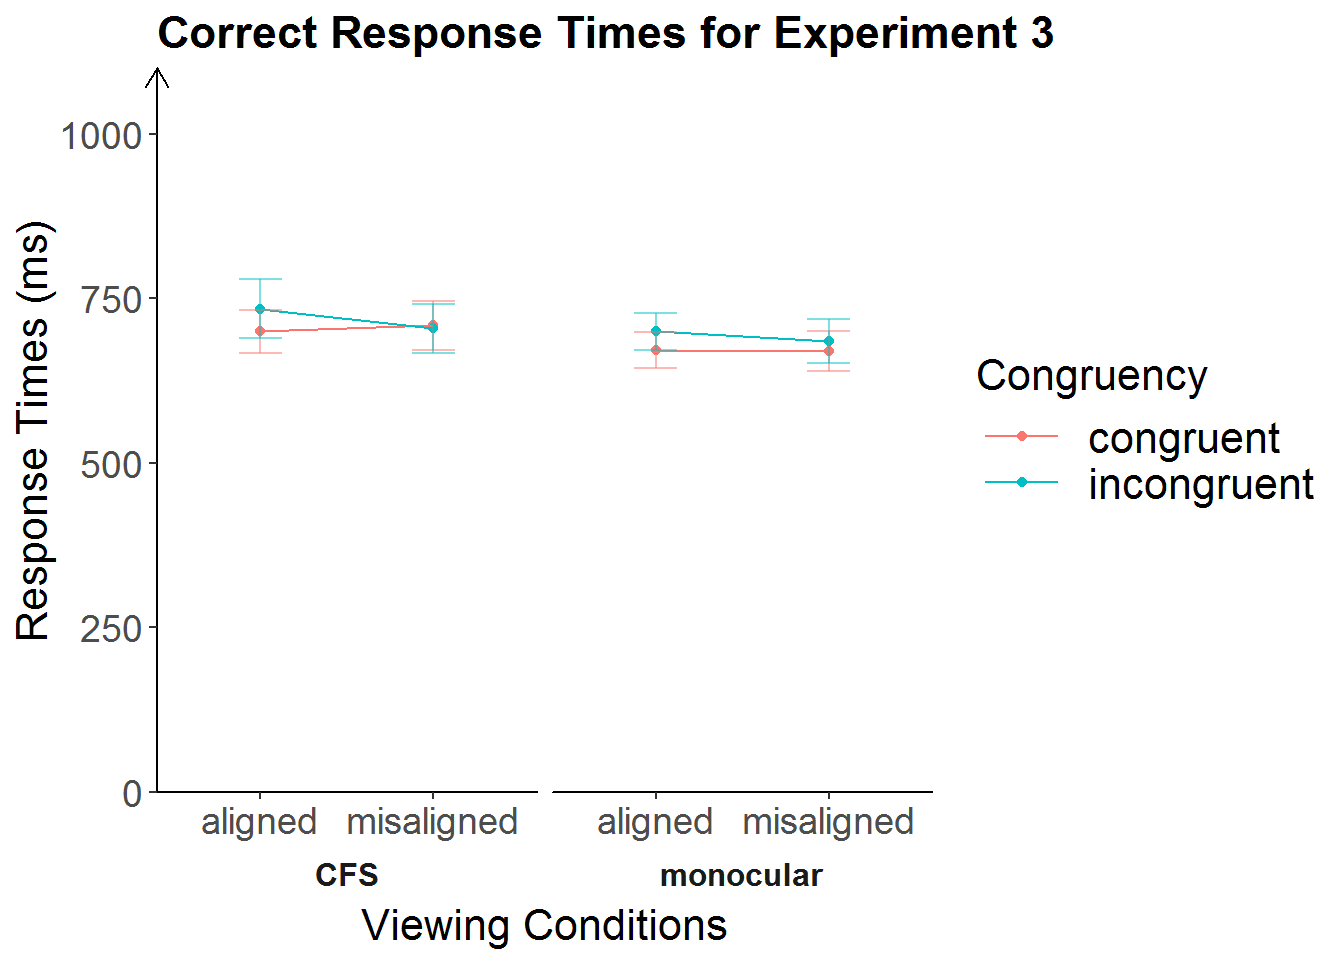 Correct Response Times for Experiment 3
Response Times (ms)
1000
750
500
250
0
aligned misaligned aligned misaligned
CFS monocular
Viewing Conditions
Congruency
congruent
incongruent